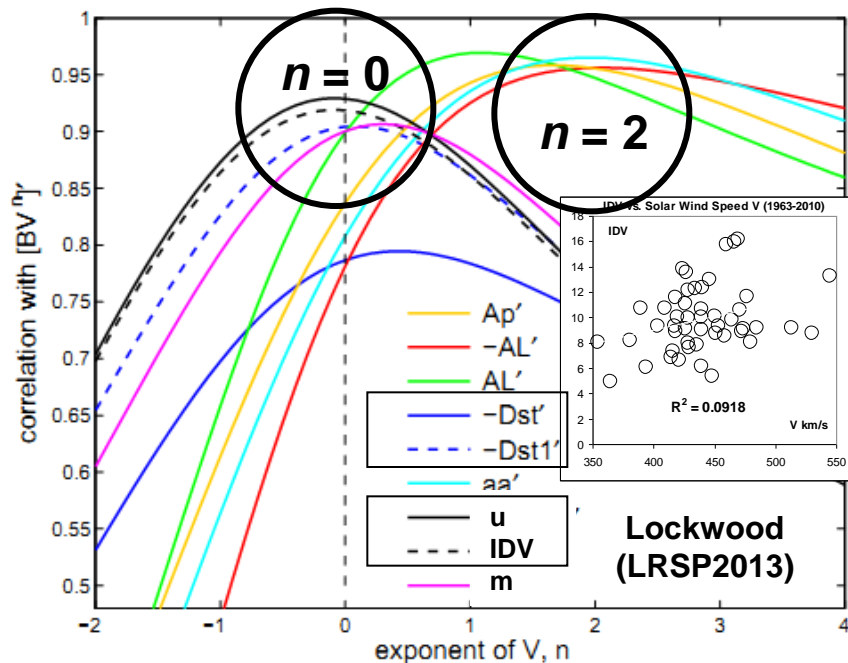 1
0.95
0.9
0.85
0.8
0.75
0.7
0.65
0.6
0.55
0.5
correlation with [BVⁿ]′
n = 0
n = 2
IDV vs. Solar Wind Speed V (1963-2010)
IDV
18
16
14
12
10
8
6
4
2
0
R² = 0.0918
V km/s
350
400
450
500
550
Ap′
−AL′
AL′
−Dst′
−Dst1′
aa′
u
IDV
m
Lockwood
(LRSP2013)
−2
−1
0
1
2
3
4
exponent of V, n